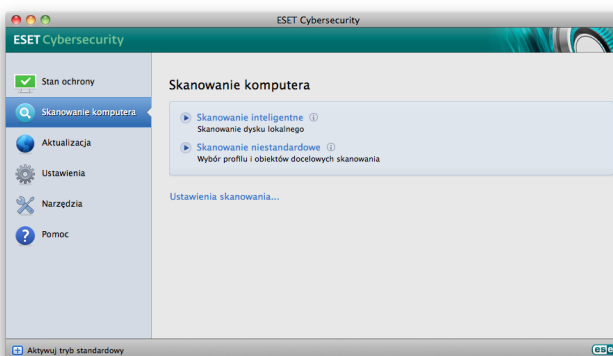 ESET Cybersecurity
ESET Cybersecurity
Stan ochrony
Skanowanie komputera
Aktualizacja
Ustawienia
Narzędzia
Pomoc
Skanowanie komputera
Skanowanie inteligentne
Skanowanie dysku lokalnego
Skanowanie niestandardowe
Wybór profilu i obiektów docelowych skanowania
Ustawienia skanowania...
Aktywuj tryb standardowy